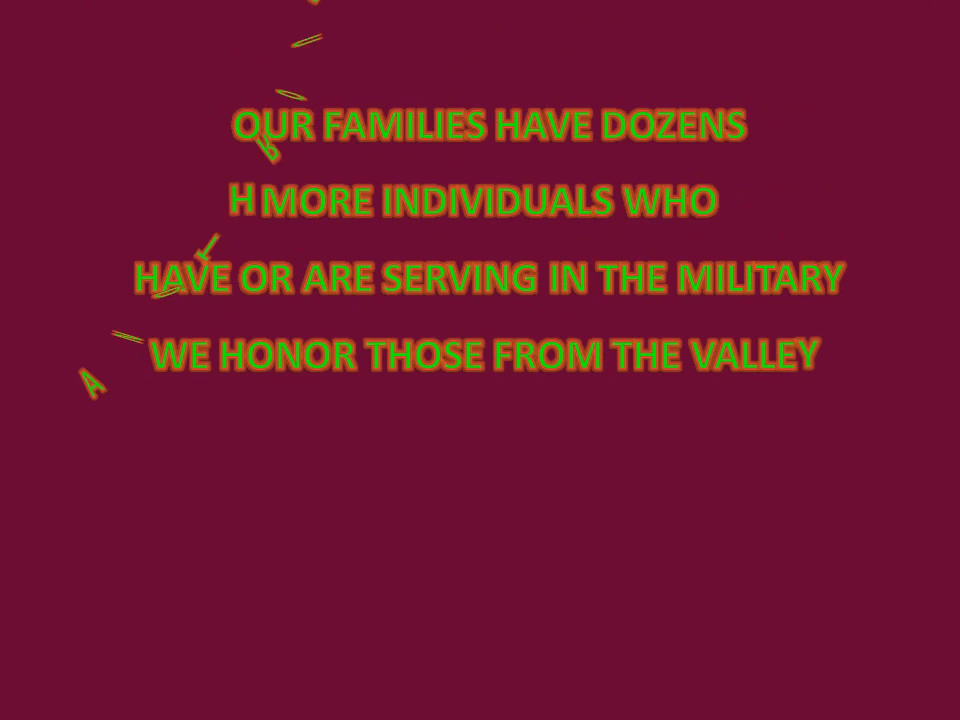 OUR FAMILIES HAVE DOZENS
MORE INDIVIDUALS WHO
HAVE OR ARE SERVING IN THE MILITARY
WE HONOR THOSE FROM THE VALLEY